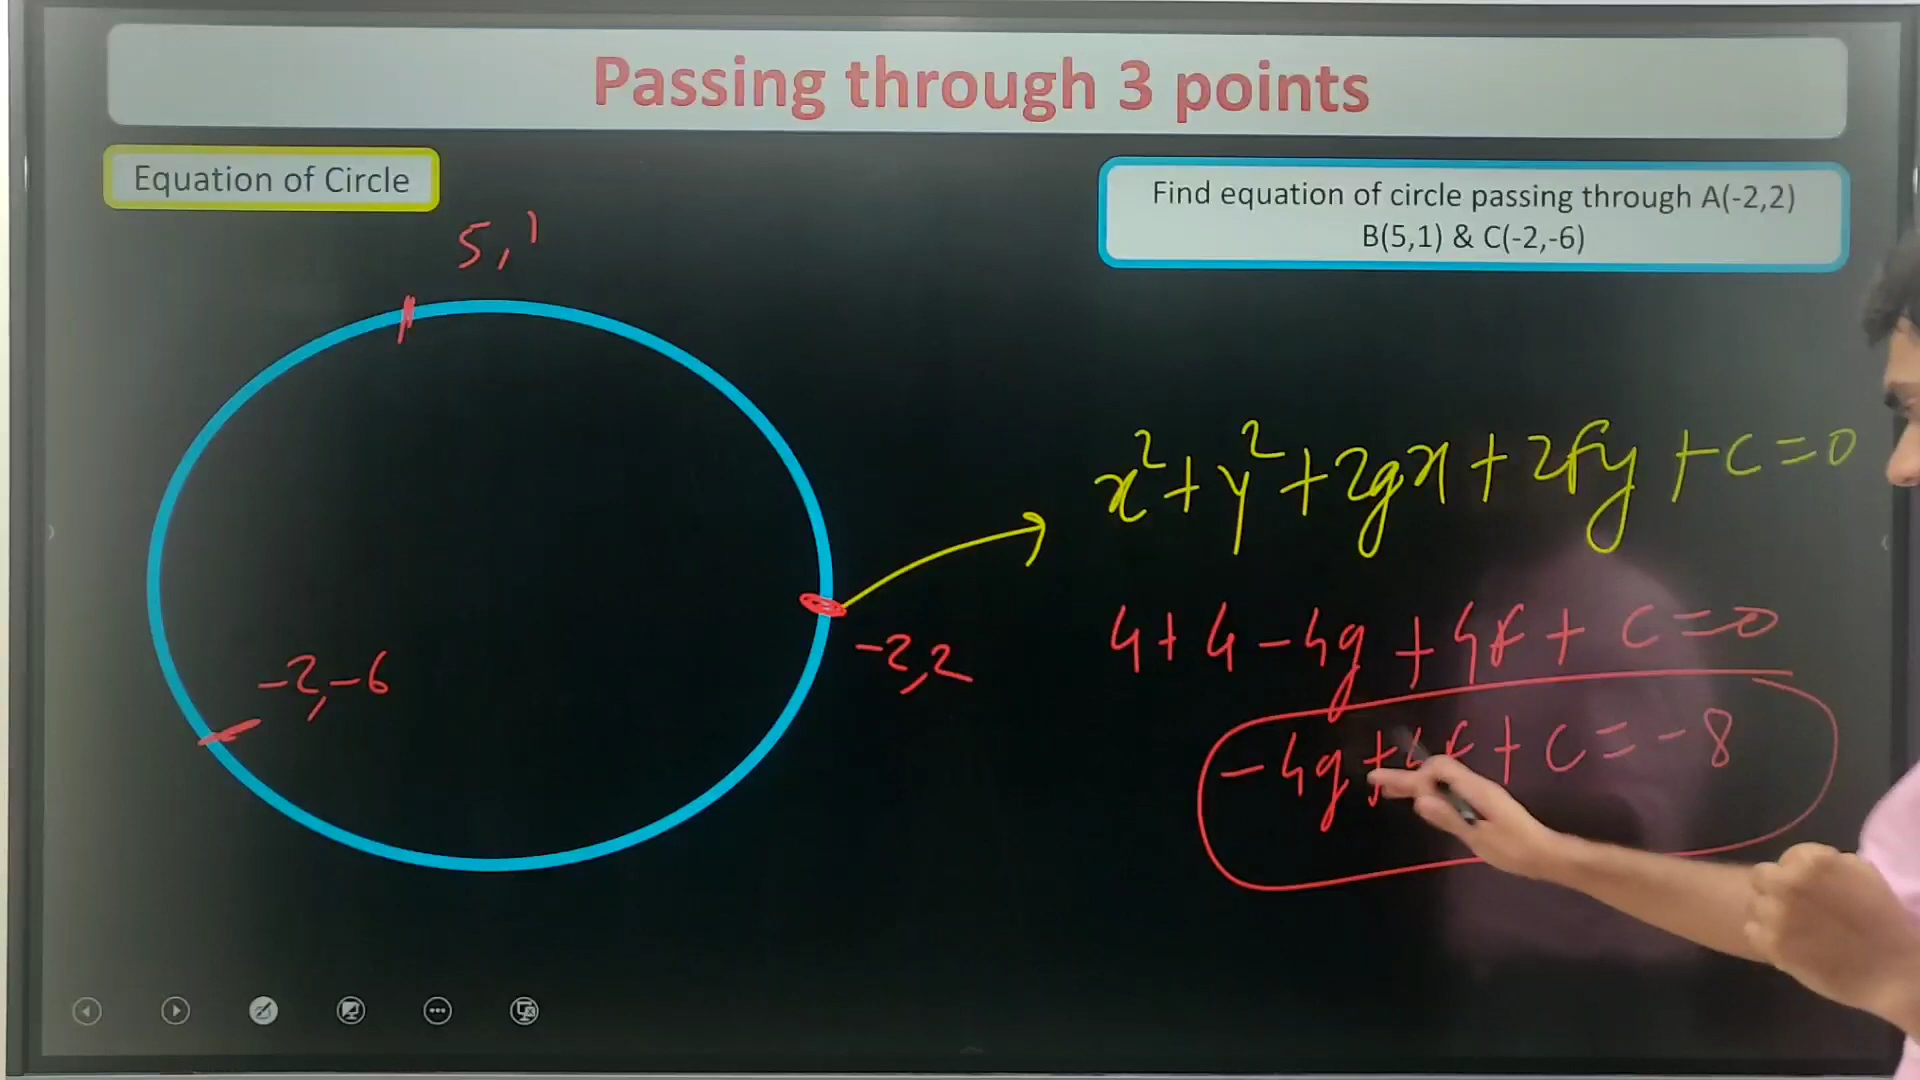 Passing through 3 points
Equation of Circle
Find equation of circle passing through A(-2,2)
B(5,1) & C(-2,-6)
5,1
-2,-6
-2,2
x²+y²+2gx+2fy+c=0
4+4-4g+4f+c=0
-4g+4f+c=-8